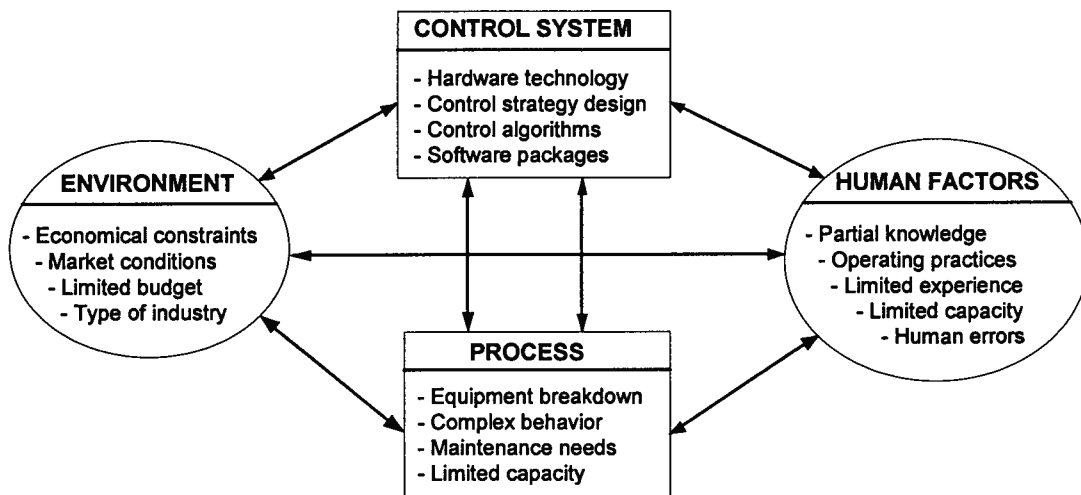 CONTROL SYSTEM
- Hardware technology
- Control strategy design
- Control algorithms
- Software packages
ENVIRONMENT
- Economical constraints
- Market conditions
- Limited budget
- Type of industry
HUMAN FACTORS
- Partial knowledge
- Operating practices
- Limited experience
- Limited capacity
- Human errors
PROCESS
- Equipment breakdown
- Complex behavior
- Maintenance needs
- Limited capacity